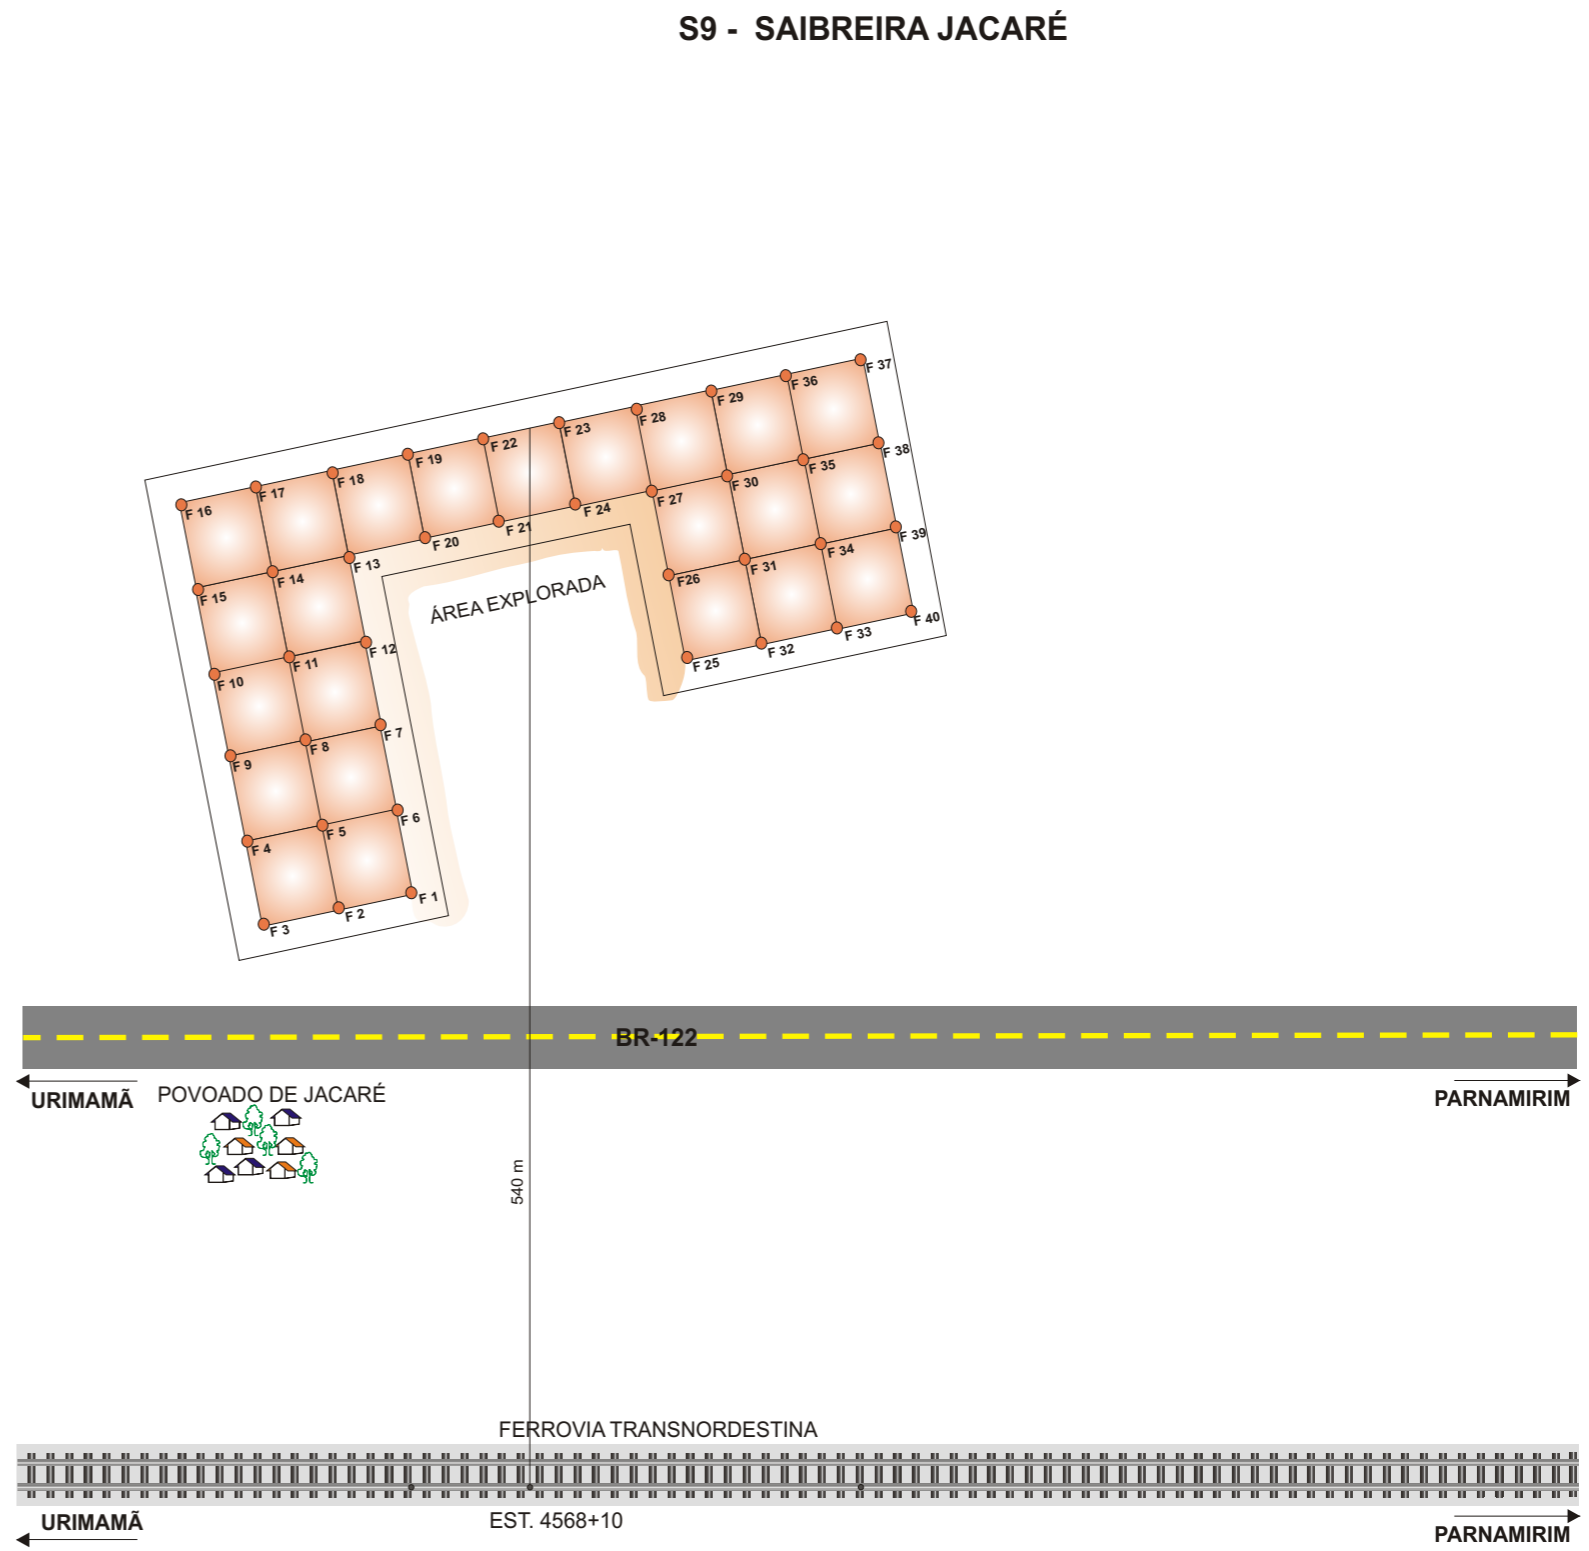 S9 - SAIBREIRA JACARÉ
F 37
F 36
F 29
F 28
F 23
F 22
F 19
F 18
F 17
F 16
F 38
F 35
F 30
F 27
F 24
F 21
F 20
F 13
F 14
F 15
F 39
F 34
F 31
F26
ÁREA EXPLORADA
F 40
F 33
F 32
F 25
F 12
F 11
F 10
F 7
F 8
F 9
F 6
F 5
F 4
F 1
F 2
F 3
BR-122
URIMAMÃ
POVOADO DE JACARÉ
PARNAMIRIM
540 m
FERROVIA TRANSNORDESTINA
URIMAMÃ
EST. 4568+10
PARNAMIRIM